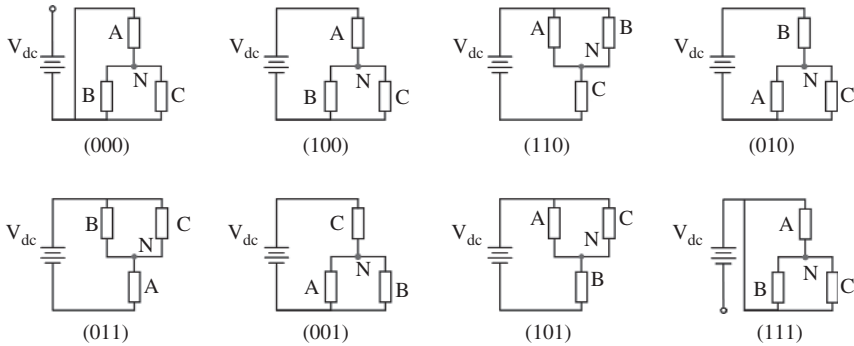 V_dc A B N C
(000)
V_dc A B N C
(100)
V_dc A B N C
(110)
V_dc B A N C
(010)
V_dc B C N A
(011)
V_dc C A N B
(001)
V_dc A C N B
(101)
V_dc A B N C
(111)